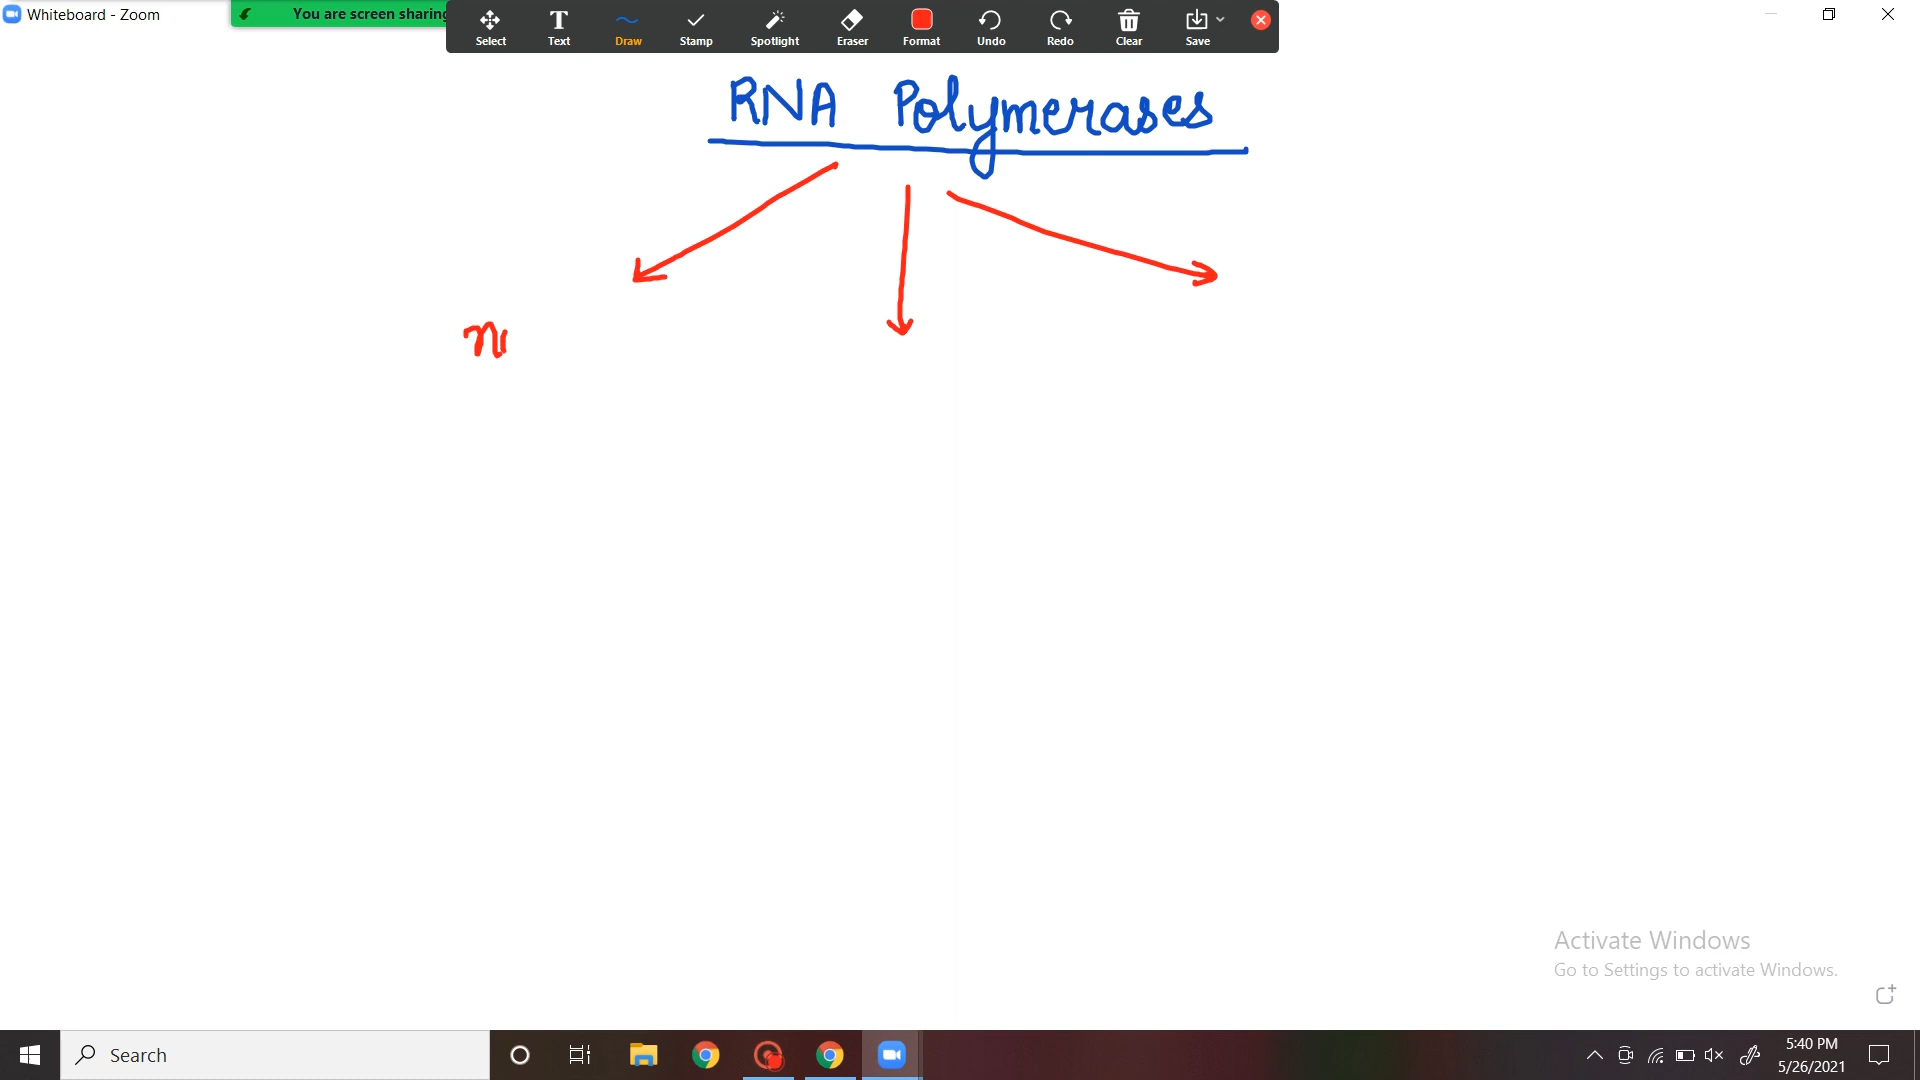 Whiteboard - Zoom
You are screen sharing
Select Text Draw Stamp Spotlight Eraser Format Undo Redo Clear Save
RNA Polymerases
Activate Windows
Go to Settings to activate Windows.
Search
5:40 PM
5/26/2021